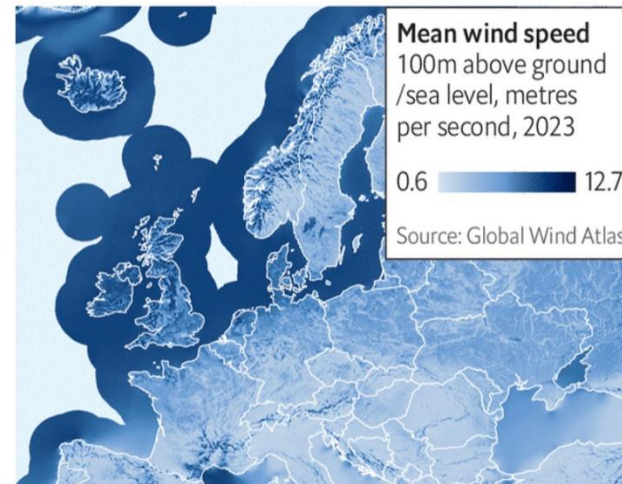 Mean wind speed
100m above ground
/sea level, metres
per second, 2023
0.6 12.7
Source: Global Wind Atlas